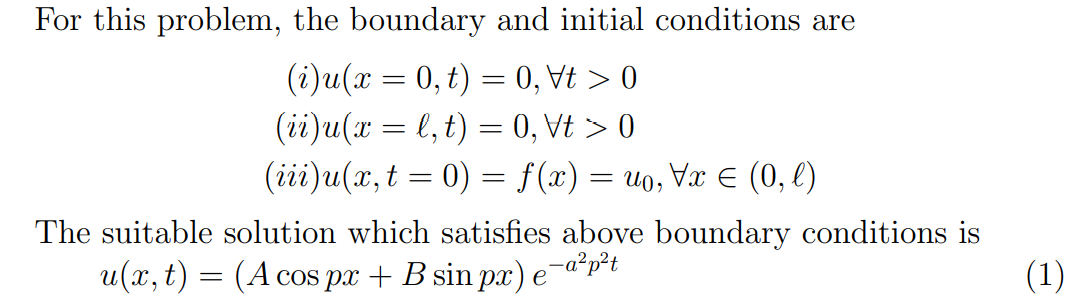 For this problem, the boundary and initial conditions are
(i)u(x = 0, t) = 0, ∀t > 0
(ii)u(x = ℓ, t) = 0, ∀t > 0
(iii)u(x, t = 0) = f(x) = u₀, ∀x ∈ (0, ℓ)
The suitable solution which satisfies above boundary conditions is
u(x, t) = (A cos px + B sin px) e^{−a²p²t} (1)